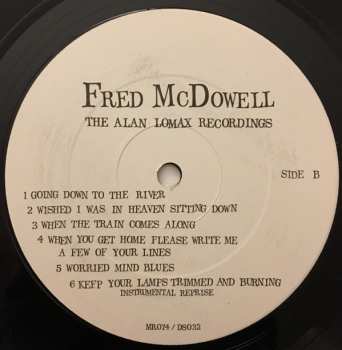 FRED MCDOWELL
THE ALAN LOMAX RECORDINGS
SIDE B
1 GOING DOWN TO THE RIVER
2 WISHED I WAS IN HEAVEN SITTING DOWN
3 WHEN THE TRAIN COMES ALONG
4 WHEN YOU GET HOME PLEASE WRITE ME
A FEW OF YOUR LINES
5 WORRIED MIND BLUES
6 KEEP YOUR LAMPS TRIMMED AND BURNING
INSTRUMENTAL REPRISE
MR074 / DS032